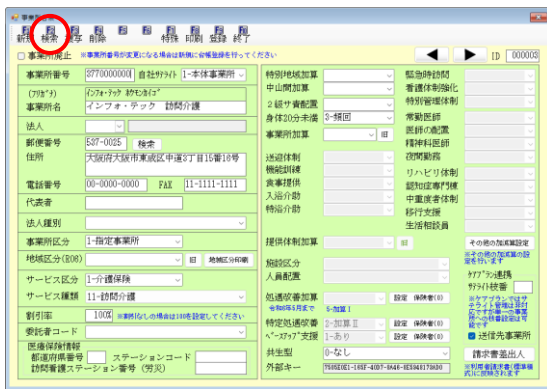 新規 検索 複写 削除 特殊 印刷 登録 終了
事業所廃止 ※事業所番号が変更になる場合は新規に台帳登録を行ってください ID 000003
事業所番号 3770000000 自社サテライト 1-本体事業所
(フリガナ)
事業所名 インフォ・テック 訪問介護
法人
郵便番号 537-0025 検索
住所 大阪府大阪市東成区中道3丁目15番16号
電話番号 00-0000-0000 FAX 11-1111-1111
代表者
法人種別
事業所区分 1-指定事業所
地域区分(R06) 旧 地域区分印刷
サービス区分 1-介護保険
サービス種類 11-訪問介護
割引率 100% ※割引なしの場合は100を設定してください
委託者コード
医療保険情報
都道府県番号 ステーションコード
訪問看護ステーション番号(労災)
特別地域加算
中山間加算
2級サ責配置
身体20分未満 3-頻回
事業所加算 旧
送迎体制
機能訓練
食事提供
入浴介助
特浴介助
提供体制加算 旧
施設区分
人員配置
処遇改善加算 設定 保険者(0)
令和6年5月まで 5-加算Ⅰ
特定処遇改善 2-加算Ⅱ 設定 保険者(0)
ベースアップ支援 1-あり 設定 保険者(0)
共生型 0-なし
外部キー
緊急時訪問
看護体制強化
特別管理体制
常勤医師
医師の配置
精神科医師
夜間勤務
リハビリ体制
認知症専門棟
中重度者体制
移行支援
生活相談員
その他の加減算設定
※その他の加減算の設定を行います
ケアプラン連携
サテライト枝番
送信先事業所
請求書差出人